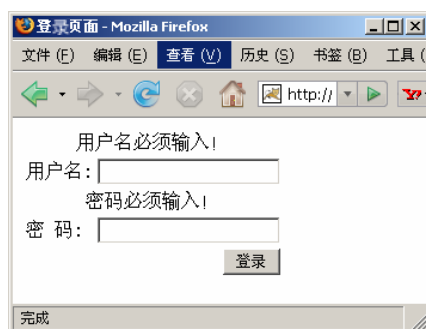 登录页面 - Mozilla Firefox
文件 (F) 编辑 (E) 查看 (V) 历史 (S) 书签 (B) 工具 (
http://
用户名必须输入!
用户名:
密码必须输入!
密 码:
登录
完成